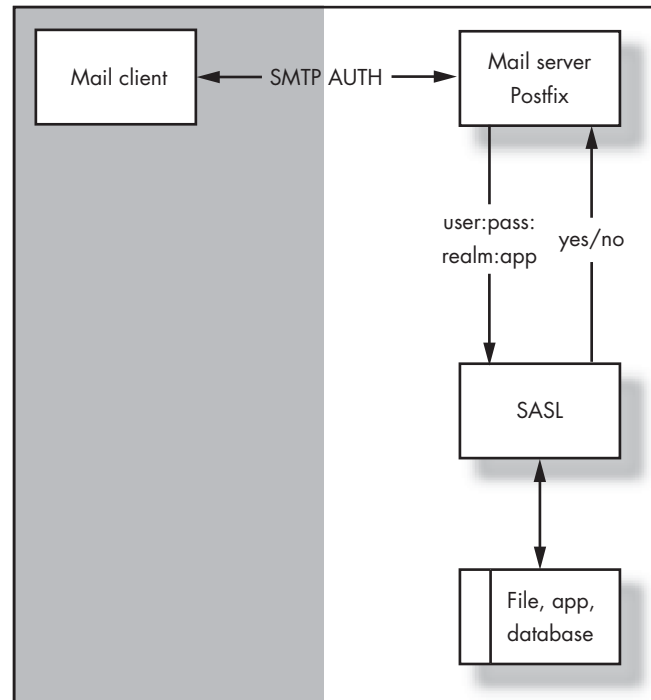 Mail client
SMTP AUTH
Mail server
Postfix
user:pass:
realm:app
yes/no
SASL
File, app,
database